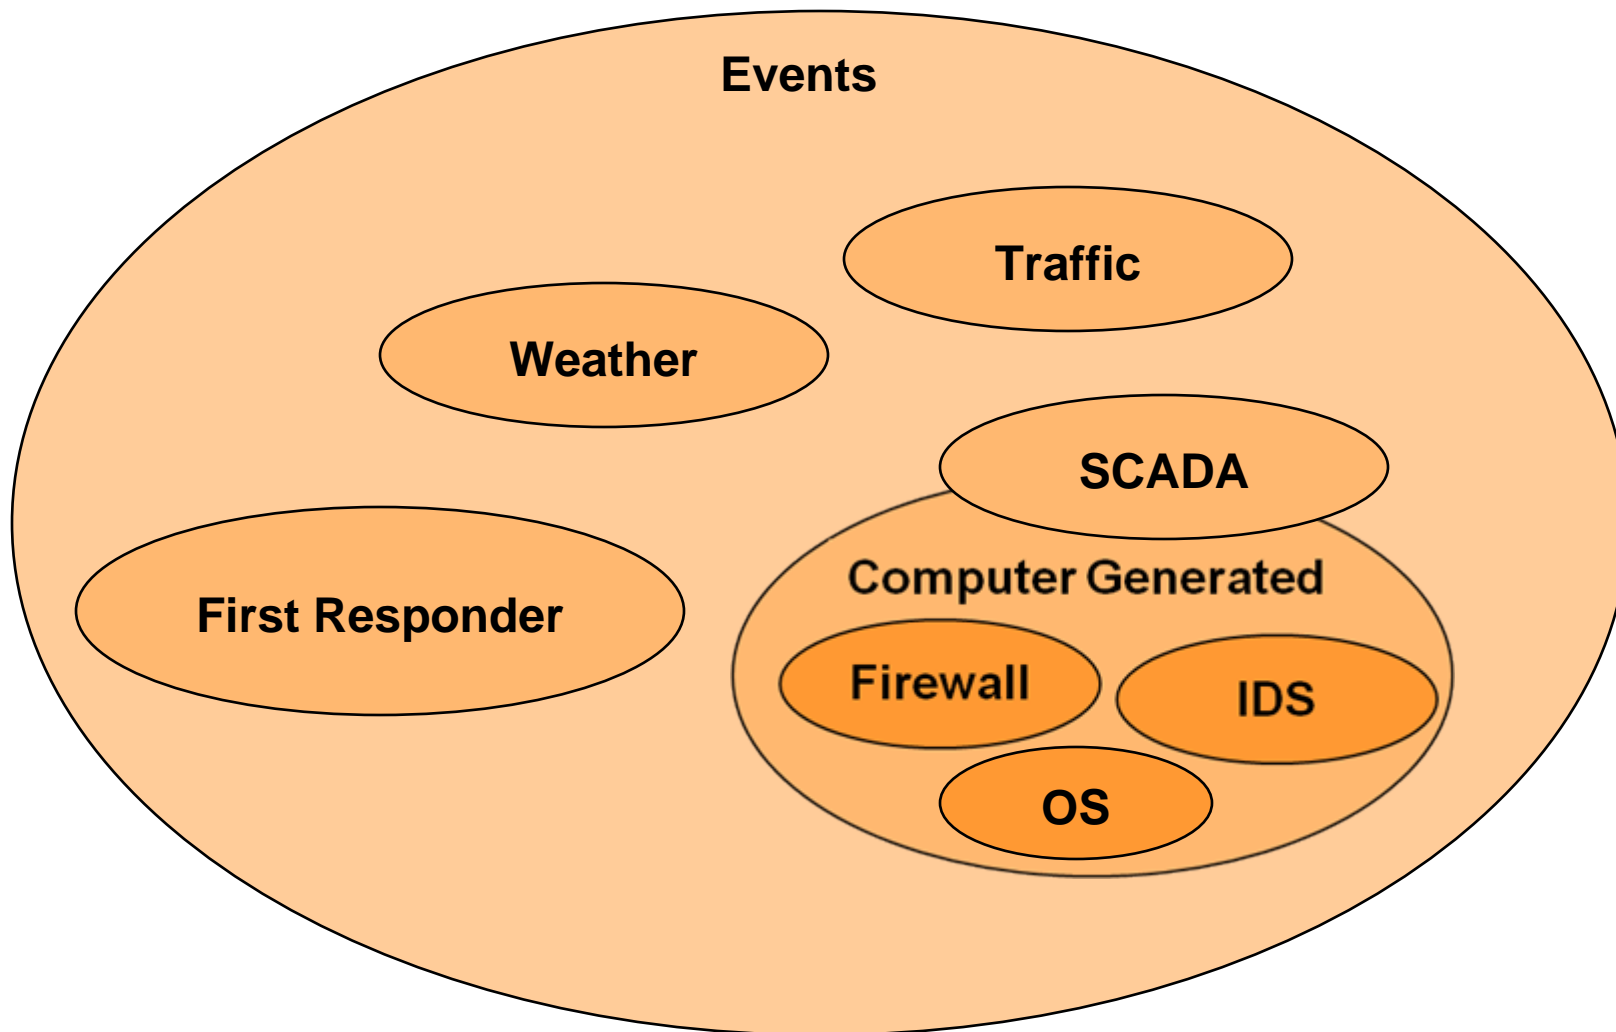 Events
Traffic
Weather
SCADA
First Responder
Computer Generated
Firewall
IDS
OS